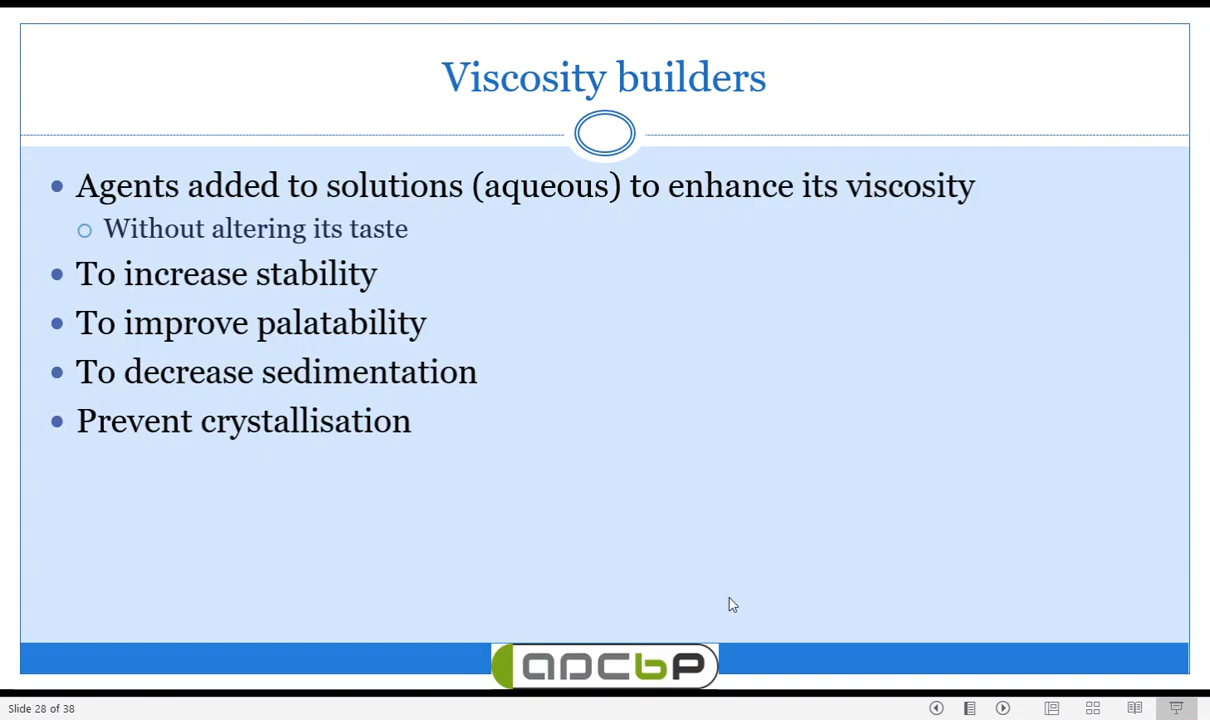 Viscosity builders
Agents added to solutions (aqueous) to enhance its viscosity
Without altering its taste
To increase stability
To improve palatability
To decrease sedimentation
Prevent crystallisation
apcbp
Slide 28 of 38